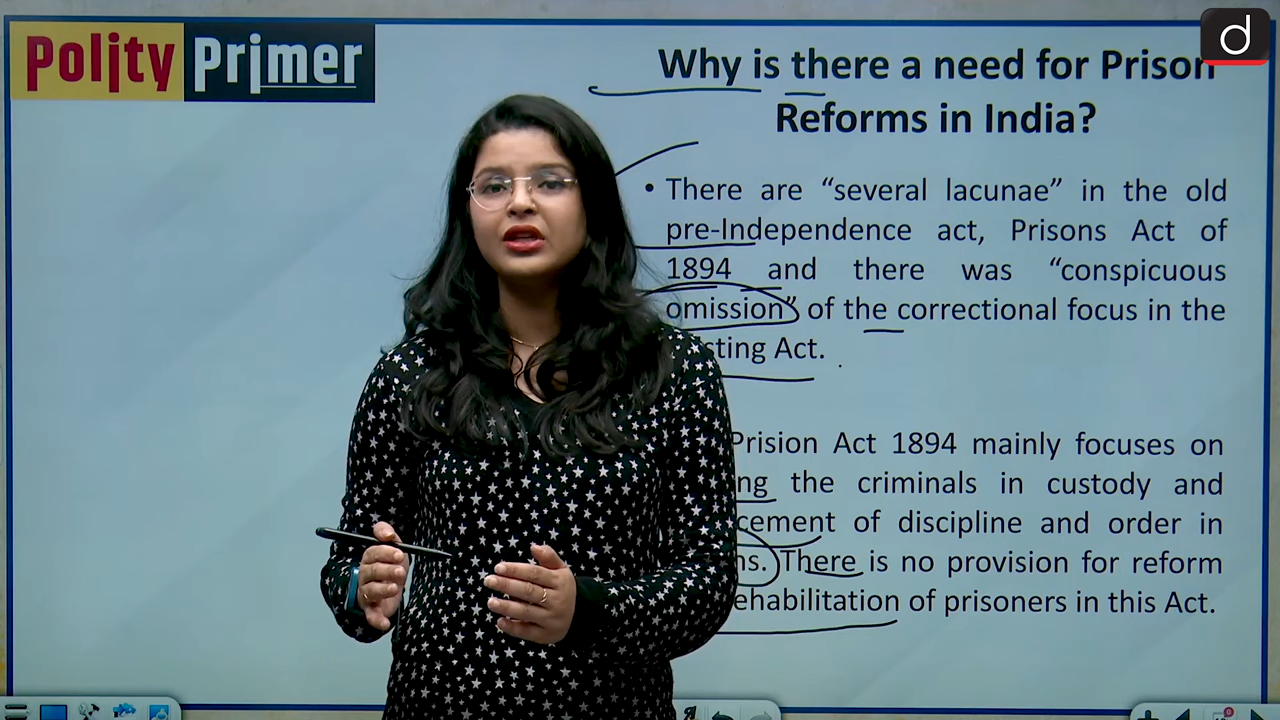 Polity Primer
d
Why is there a need for Prison
Reforms in India?
• There are “several lacunae” in the old
pre-Independence act, Prisons Act of
1894 and there was “conspicuous
omission” of the correctional focus in the
Act.
Prision Act 1894 mainly focuses on
the criminals in custody and
of discipline and order in
There is no provision for reform
of prisoners in this Act.